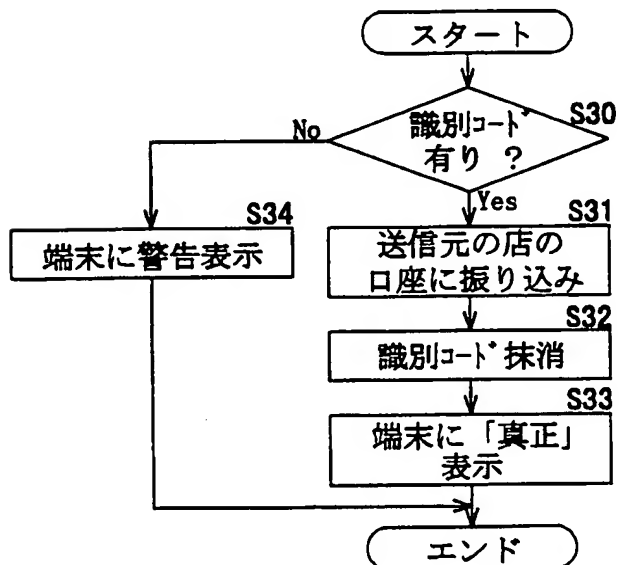 スタート
S30
識別コード
有り ?
No
Yes
S34
端末に警告表示
S31
送信元の店の
口座に振り込み
S32
識別コード抹消
S33
端末に「真正」
表示
エンド